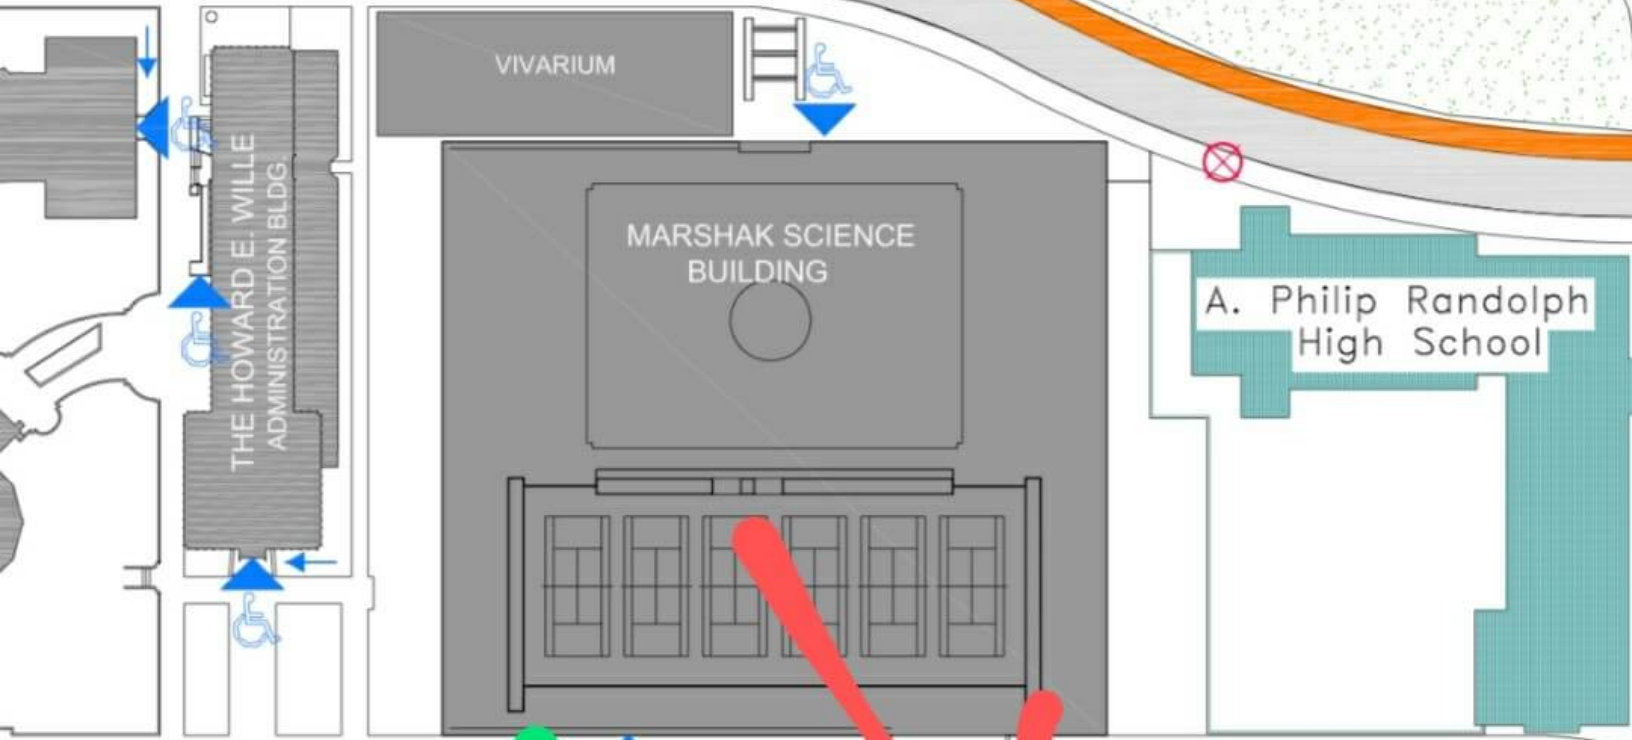 VIVARIUM
THE HOWARD E. WILLE
ADMINISTRATION BLDG.
MARSHAK SCIENCE
BUILDING
A. Philip Randolph
High School